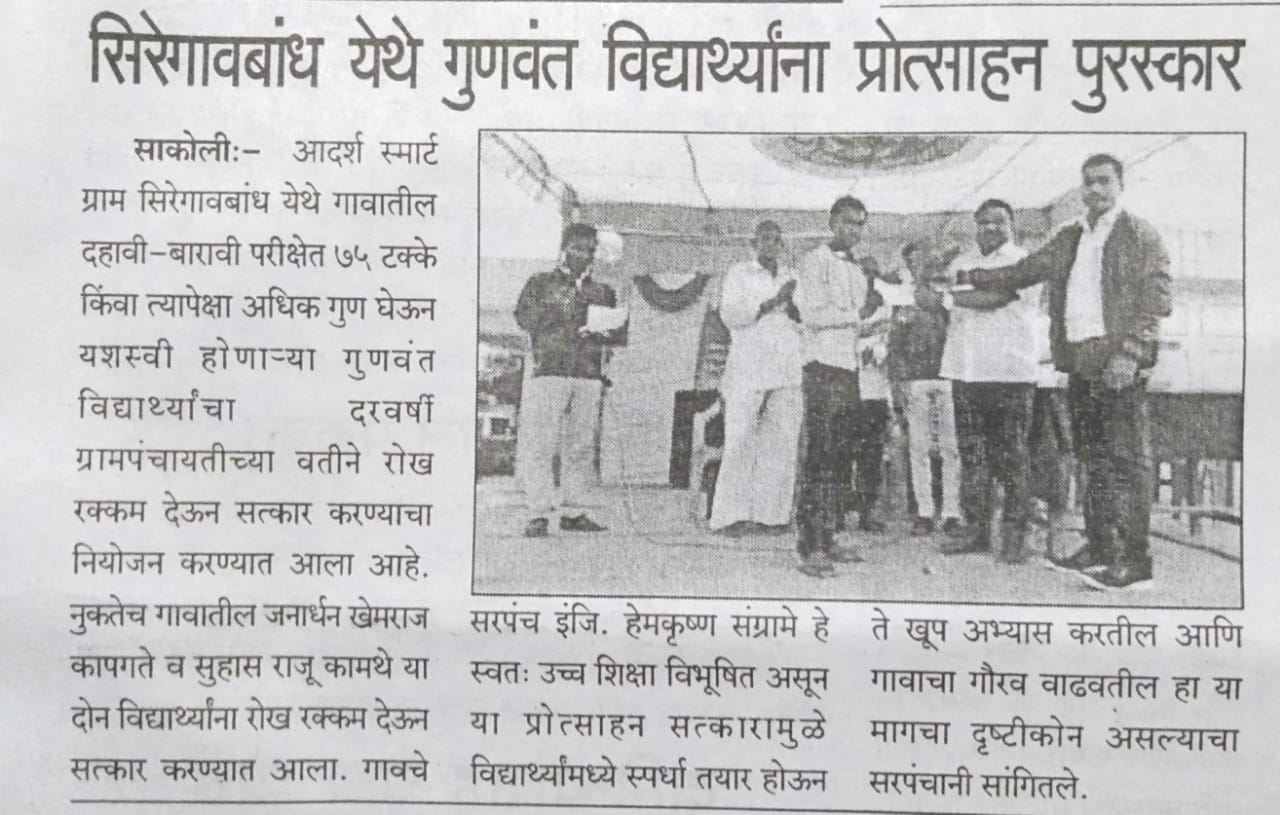 सिरेगावबांध येथे गुणवंत विद्यार्थ्यांना प्रोत्साहन पुरस्कार
साकोली:- आदर्श स्मार्ट
ग्राम सिरेगावबांध येथे गावातील
दहावी-बारावी परीक्षेत ७५ टक्के
किंवा त्यापेक्षा अधिक गुण घेऊन
यशस्वी होणाऱ्या गुणवंत
विद्यार्थ्यांचा दरवर्षी
ग्रामपंचायतीच्या वतीने रोख
रक्कम देऊन सत्कार करण्याचा
नियोजन करण्यात आला आहे.
नुकतेच गावातील जनार्धन खेमराज
कापगते व सुहास राजू कामथे या
दोन विद्यार्थ्यांना रोख रक्कम देऊन
सत्कार करण्यात आला. गावचे
सरपंच इंजि. हेमकृष्ण संग्रामे हे
स्वतः उच्च शिक्षा विभूषित असून
या प्रोत्साहन सत्कारामुळे
विद्यार्थ्यांमध्ये स्पर्धा तयार होऊन
ते खूप अभ्यास करतील आणि
गावाचा गौरव वाढवतील हा या
मागचा दृष्टीकोन असल्याचा
सरपंचानी सांगितले.